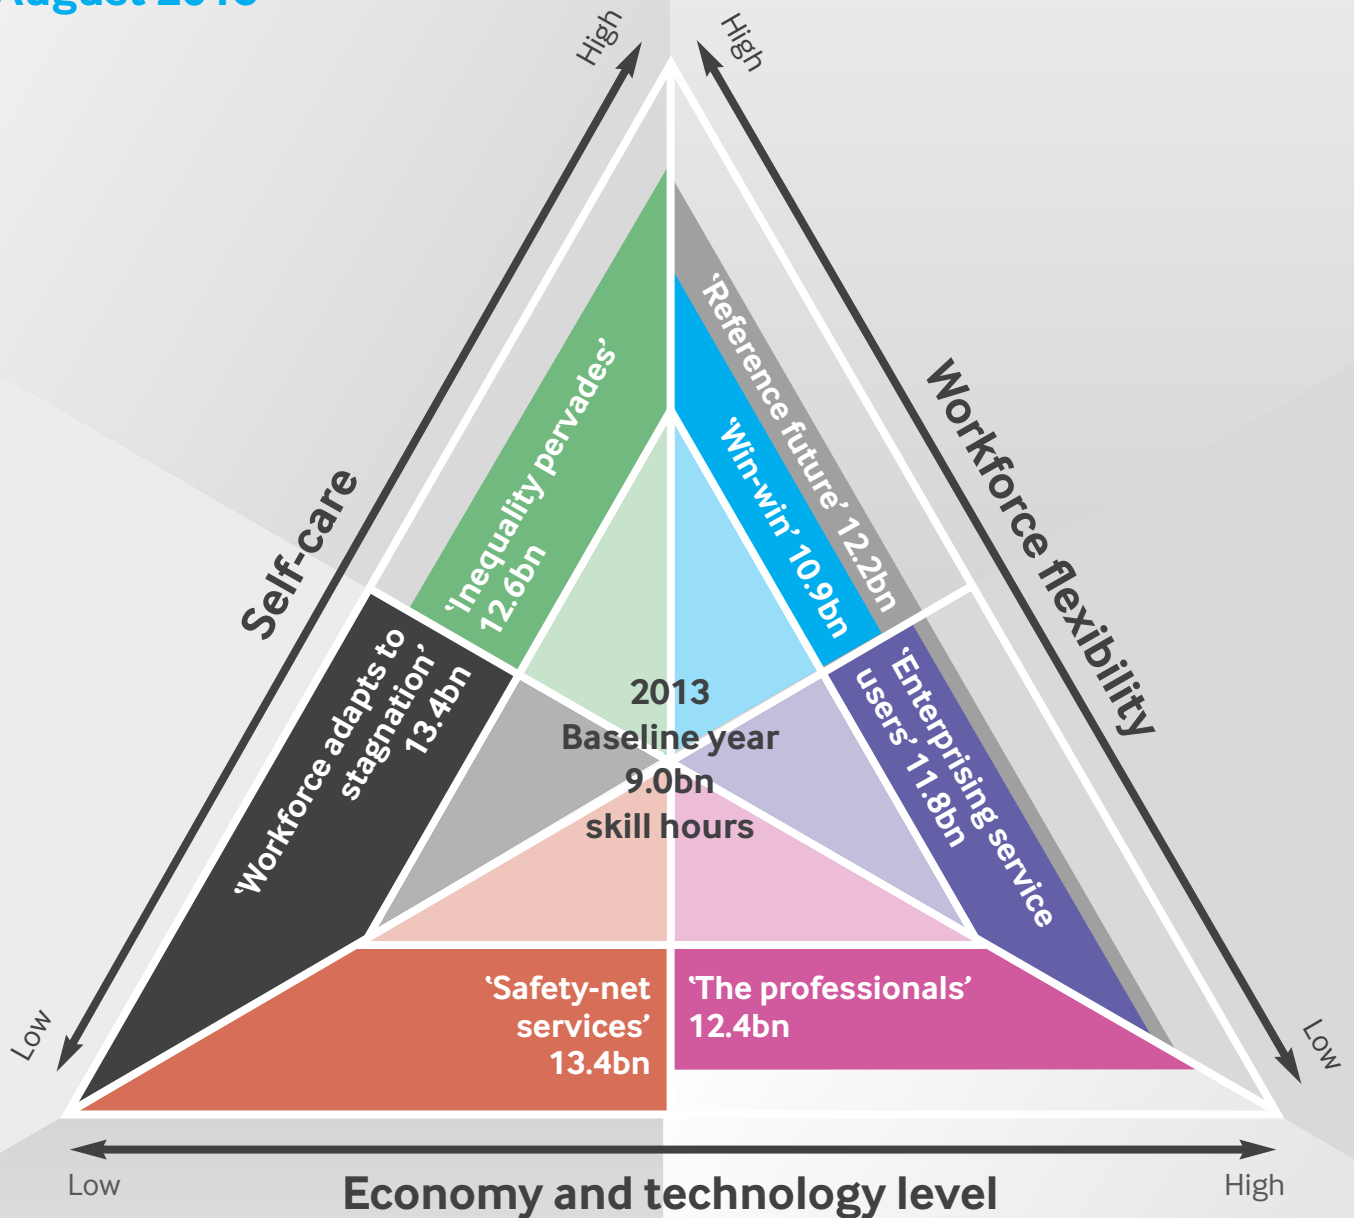 High
High
Self-care
Workforce flexibility
‘Inequality pervades’
12.6bn
‘Reference future’ 12.2bn
‘Win-win’ 10.9bn
‘Workforce adapts to
stagnation’
13.4bn
‘Enterprising service
users’ 11.8bn
2013
Baseline year
9.0bn
skill hours
‘Safety-net
services’
13.4bn
‘The professionals’
12.4bn
Low
Low
Low
Economy and technology level
High